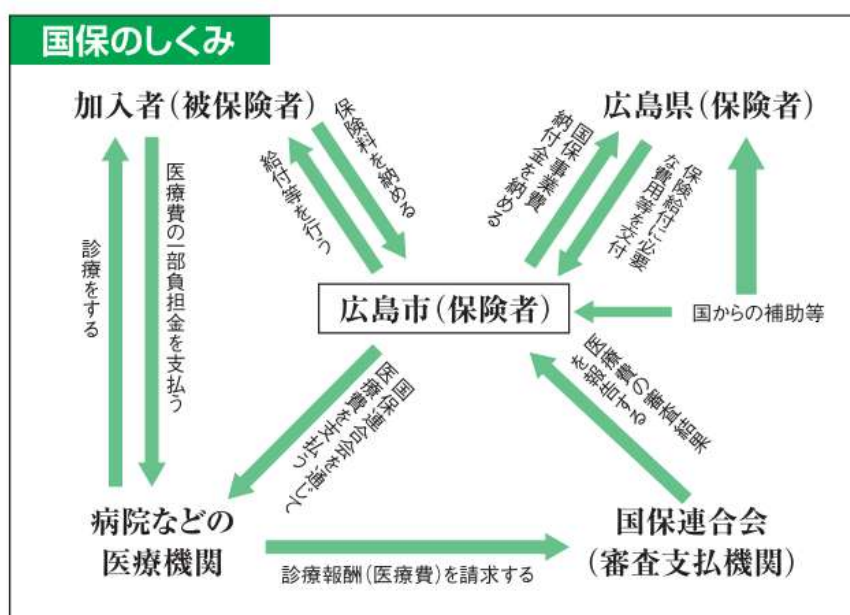 国保のしくみ
加入者(被保険者)
広島県(保険者)
保険料を納める
給付等を行う
国保事業費
納付金を納める
保険給付に必要
な費用等を交付
医療費の一部負担金を支払う
診療をする
広島市(保険者)
国からの補助等
国保連合会を通じて
医療費を支払う
医療費の審査結果
を報告する
病院などの
医療機関
国保連合会
(審査支払機関)
診療報酬(医療費)を請求する